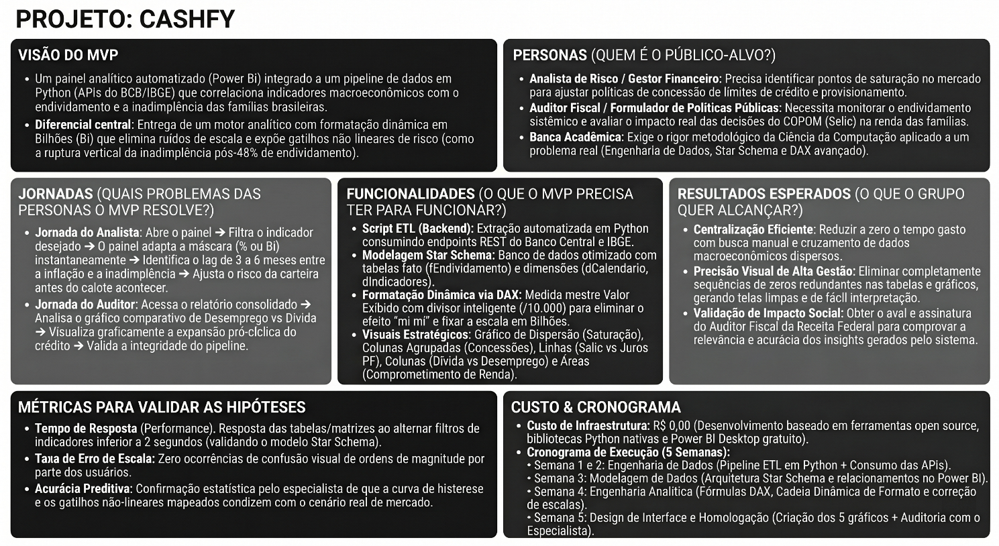 PROJETO: CASHFY
VISÃO DO MVP
• Um painel analítico automatizado (Power Bi) integrado a um pipeline de dados em
Python (APIs do BCB/IBGE) que correlaciona indicadores macroeconômicos com o
endividamento e a inadimplência das famílias brasileiras.
• Diferencial central: Entrega de um motor analítico com formatação dinâmica em
Bilhões (Bi) que elimina ruídos de escala e expõe gatilhos não lineares de risco (como
a ruptura vertical da inadimplência pós-48% de endividamento).
PERSONAS (QUEM É O PÚBLICO-ALVO?)
• Analista de Risco / Gestor Financeiro: Precisa identificar pontos de saturação no mercado
para ajustar políticas de concessão de límites de crédito e provisionamento.
• Auditor Fiscal / Formulador de Políticas Públicas: Necessita monitorar o endividamento
sistêmico e avaliar o impacto real das decisões do COPOM (Selic) na renda das famílias.
• Banca Acadêmica: Exige o rigor metodológico da Ciência da Computação aplicado a um
problema real (Engenharia de Dados, Star Schema e DAX avançado).
JORNADAS (QUAIS PROBLEMAS DAS
PERSONAS O MVP RESOLVE?)
• Jornada do Analista: Abre o painel → Filtra o indicador
desejado → O painel adapta a máscara (% ou Bi)
instantaneamente → Identifica o lag de 3 a 6 meses entre
a inflação e a inadimplência → Ajusta o risco da carteira
antes do calote acontecer.
• Jornada do Auditor: Acessa o relatório consolidado →
Analisa o gráfico comparativo de Desemprego vs Divida
→ Visualiza graficamente a expansão pró-cíclica do
crédito → Valida a integridade do pipeline.
FUNCIONALIDADES (O QUE O MVP PRECISA
TER PARA FUNCIONAR?)
• Script ETL (Backend): Extração automatizada em Python
consumindo endpoints REST do Banco Central e IBGE.
• Modelagem Star Schema: Banco de dados otimizado com
tabelas fato (fEndividamento) e dimensões (dCalendario,
dIndicadores).
• Formatação Dinâmica via DAX: Medida mestre Valor
Exíbido com divisor inteligente (/10.000) para eliminar o
efeito “mi mí” e fixar a escala em Bilhões.
• Visuais Estratégicos: Gráfico de Dispersão (Saturação),
Colunas Agrupadas (Concessões), Linhas (Salic vs Juros
PF), Colunas (Dívida vs Desemprego) e Áreas
(Comprometimento de Renda).
RESULTADOS ESPERADOS (O QUE O GRUPO
QUER ALCANÇAR?)
• Centralização Eficiente: Reduzir a zero o tempo gasto
com busca manual e cruzamento de dados
macroeconômicos dispersos.
• Precisão Visual de Alta Gestão: Eliminar completamente
sequências de zeros redundantes nas tabelas e gráficos,
gerando telas limpas e de fácll interpretação.
• Validação de Impacto Social: Obter o aval e assinatura
do Auditor Fiscal da Receita Federal para comprovar a
relevância e acurácia dos insights gerados pelo sistema.
MÉTRICAS PARA VALIDAR AS HIPÓTESES
• Tempo de Resposta (Performance). Resposta das tabelas/matrizes ao alternar filtros de
indicadores inferior a 2 segundos (validando o modelo Star Schema).
• Taxa de Erro de Escala: Zero ocorrências de confusão visual de ordens de magnitude por
parte dos usuários.
• Acurácia Preditiva: Confirmação estatística pelo especialista de que a curva de histerese
e os gatilhos não-lineares mapeados condizem com o cenário real de mercado.
CUSTO & CRONOGRAMA
• Custo de Infraestrutura: R$ 0,00 (Desenvolvimento baseado em ferramentas open source,
bibliotecas Python nativas e Power BI Desktop gratuito).
• Cronograma de Execução (5 Semanas):
• Semana 1 e 2: Engenharia de Dados (Pipeline ETL em Python + Consumo das APIs).
• Semana 3: Modelagem de Dados (Arquitetura Star Schema e relacionamentos no Power BI).
• Semana 4: Engenharia Analitica (Fórmulas DAX, Cadeia Dinâmica de Formato e correção
de escalas).
• Semana 5: Design de Interface e Homologação (Criação dos 5 gráficos + Auditoria com o
Especialista).